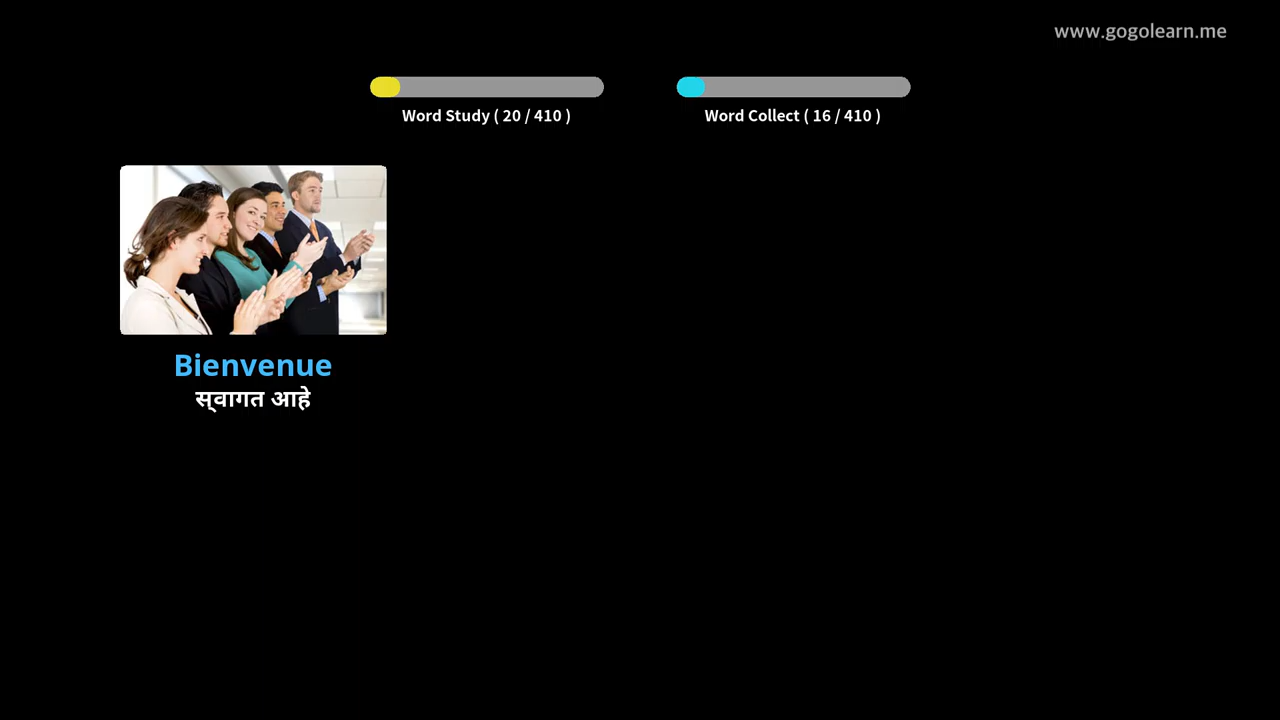 www.gogolearn.me
Word Study ( 20 / 410 )
Word Collect ( 16 / 410 )
Bienvenue
स्वागत आहे